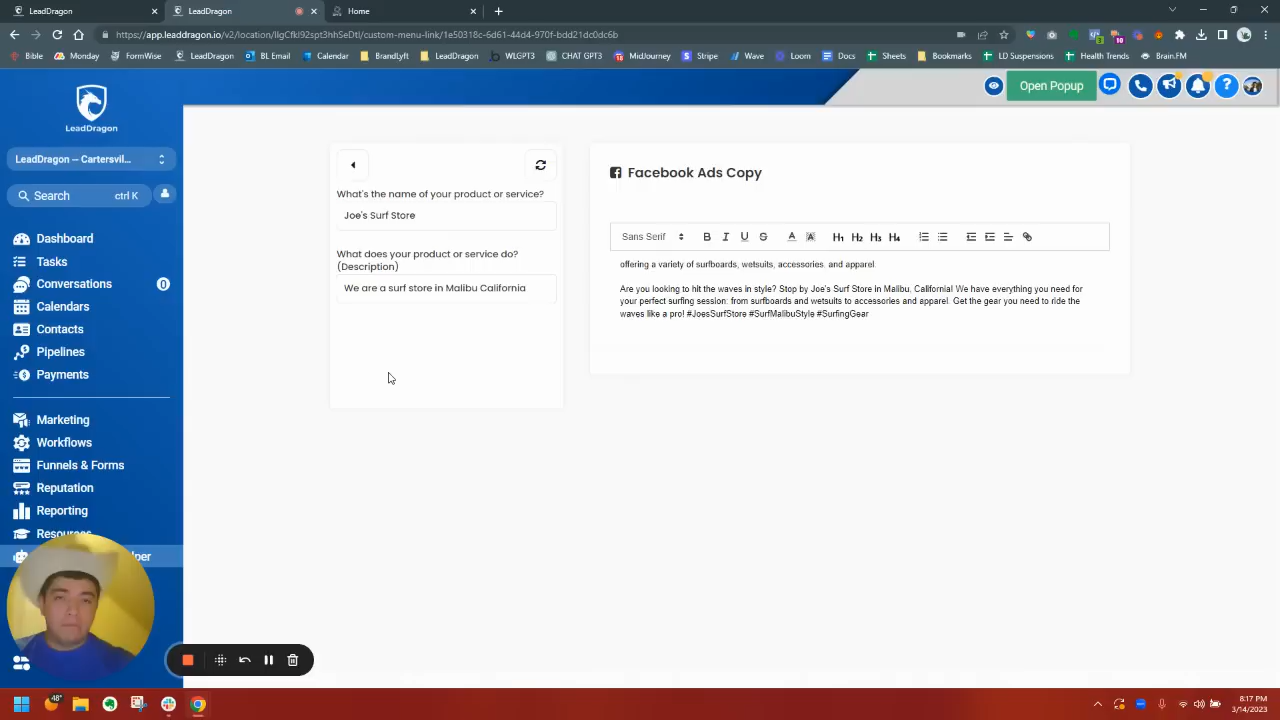 LeadDragon
LeadDragon
Home
https://app.leaddragon.io/v2/location/llgCfkl92spt3hhSeDtl/custom-menu-link/1e50318c-6d61-44d4-970f-bdd21dc0dc6b
Bible
Monday
FormWise
LeadDragon
BL Email
Calendar
BrandLyft
LeadDragon
WLGPT3
CHAT GPT3
MidJourney
Stripe
Wave
Loom
Docs
Sheets
Bookmarks
LD Suspensions
Health Trends
Brain.FM
Open Popup
LeadDragon
LeadDragon — Cartersvil...
Search
ctrl K
Dashboard
Tasks
Conversations
0
Calendars
Contacts
Pipelines
Payments
Marketing
Workflows
Funnels & Forms
Reputation
Reporting
Resources
lper
What's the name of your product or service?
Joe's Surf Store
What does your product or service do?
(Description)
We are a surf store in Malibu California
Facebook Ads Copy
Sans Serif
B I U S A A H1 H2 H3 H4
offering a variety of surfboards, wetsuits, accessories, and apparel.
Are you looking to hit the waves in style? Stop by Joe's Surf Store in Malibu, California! We have everything you need for
your perfect surfing session: from surfboards and wetsuits to accessories and apparel. Get the gear you need to ride the
waves like a pro! #JoesSurfStore #SurfMalibuStyle #SurfingGear
48°
8:17 PM
3/14/2023